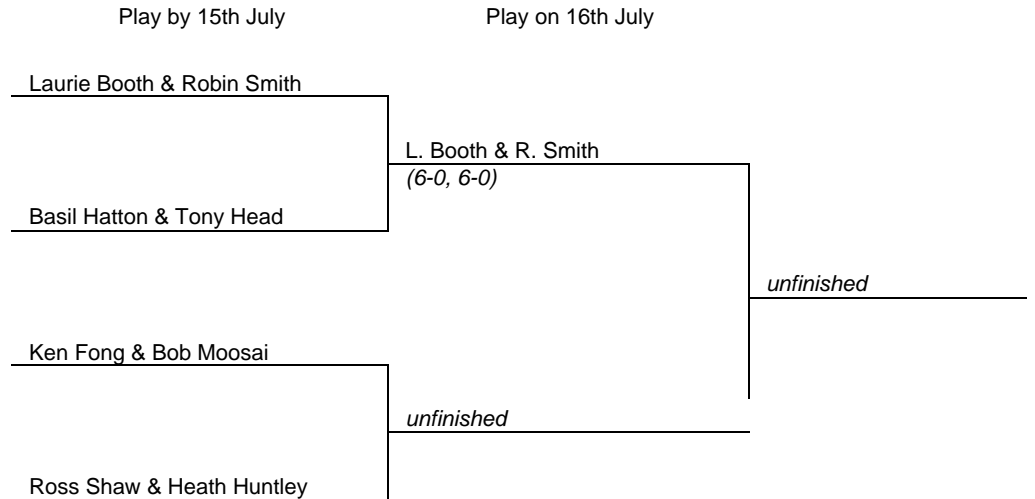 Play by 15th July
Play on 16th July
Laurie Booth & Robin Smith
L. Booth & R. Smith
(6-0, 6-0)
Basil Hatton & Tony Head
unfinished
Ken Fong & Bob Moosai
unfinished
Ross Shaw & Heath Huntley